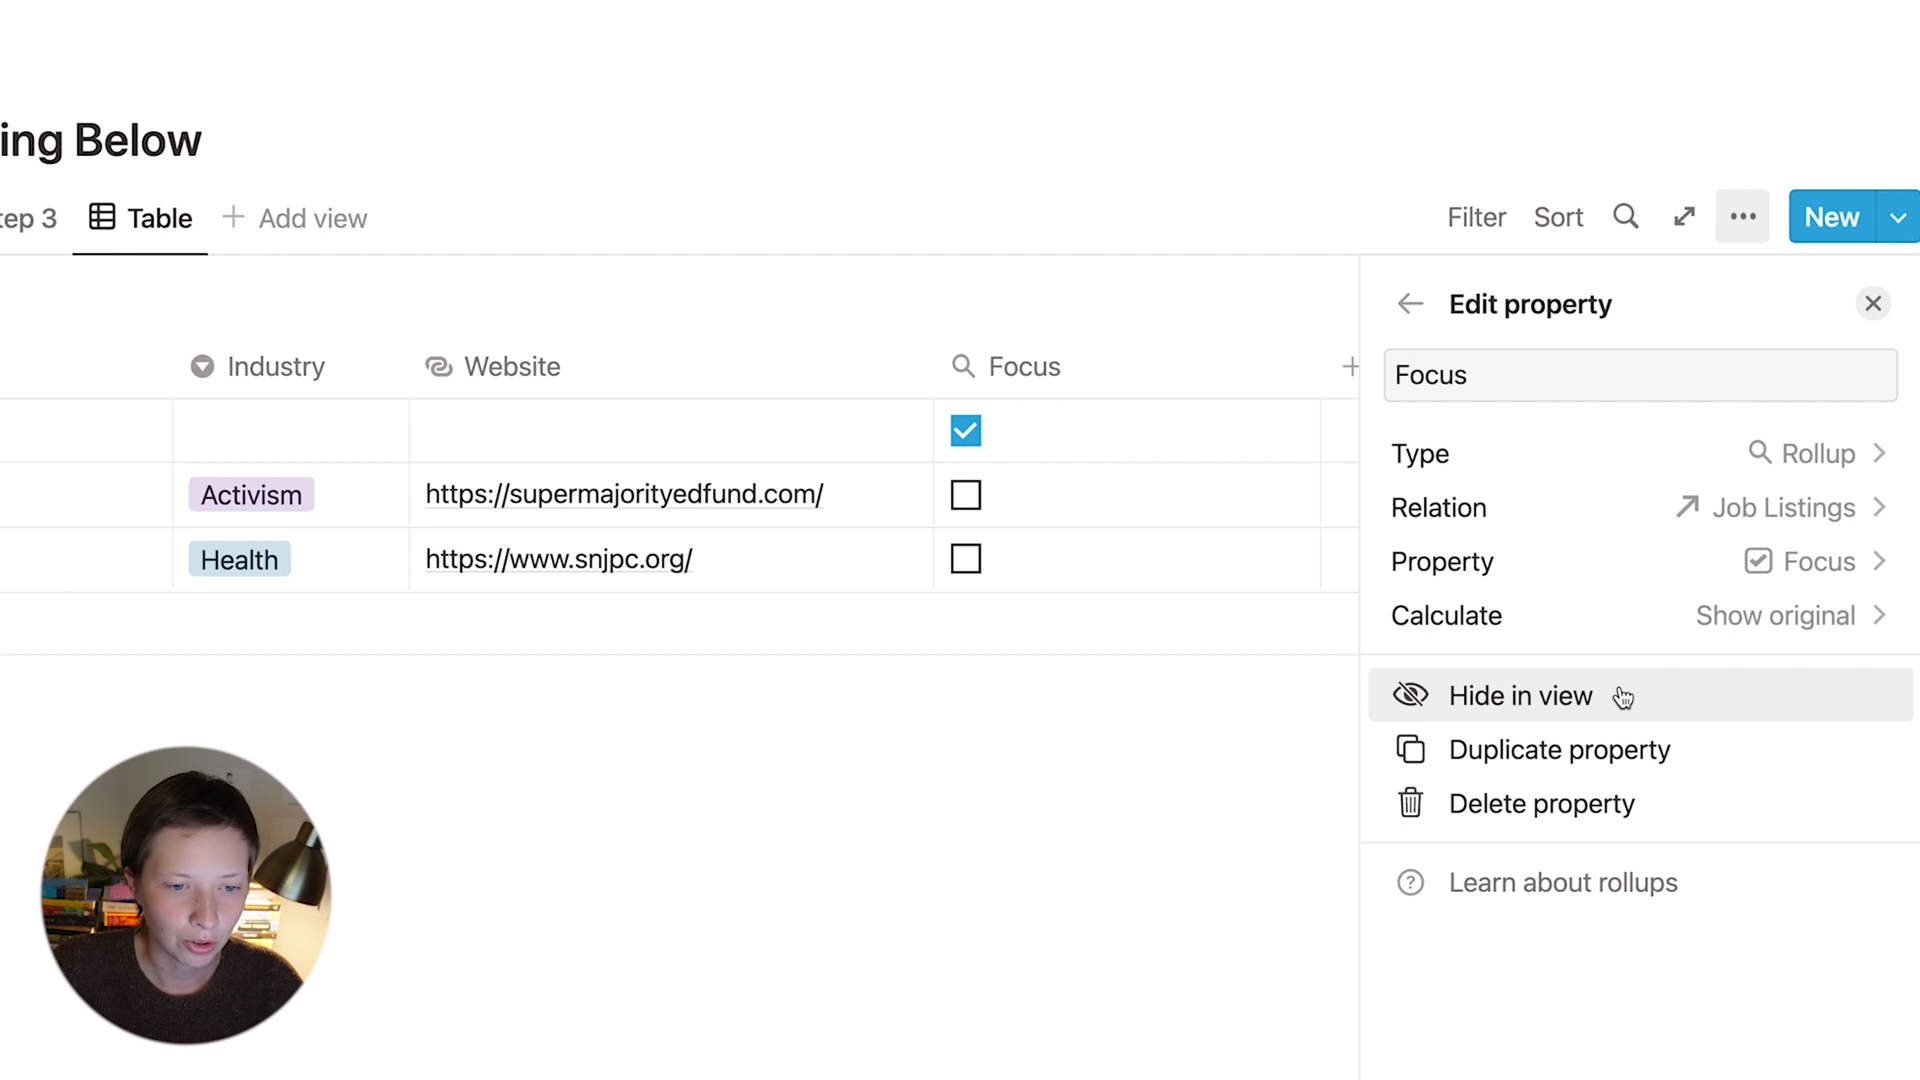 ing Below
tep 3 Table + Add view Filter Sort New
Edit property
Industry Website Focus +
Focus
Activism https://supermajorityedfund.com/
Health https://www.snjpc.org/
Type Rollup
Relation Job Listings
Property Focus
Calculate Show original
Hide in view
Duplicate property
Delete property
Learn about rollups